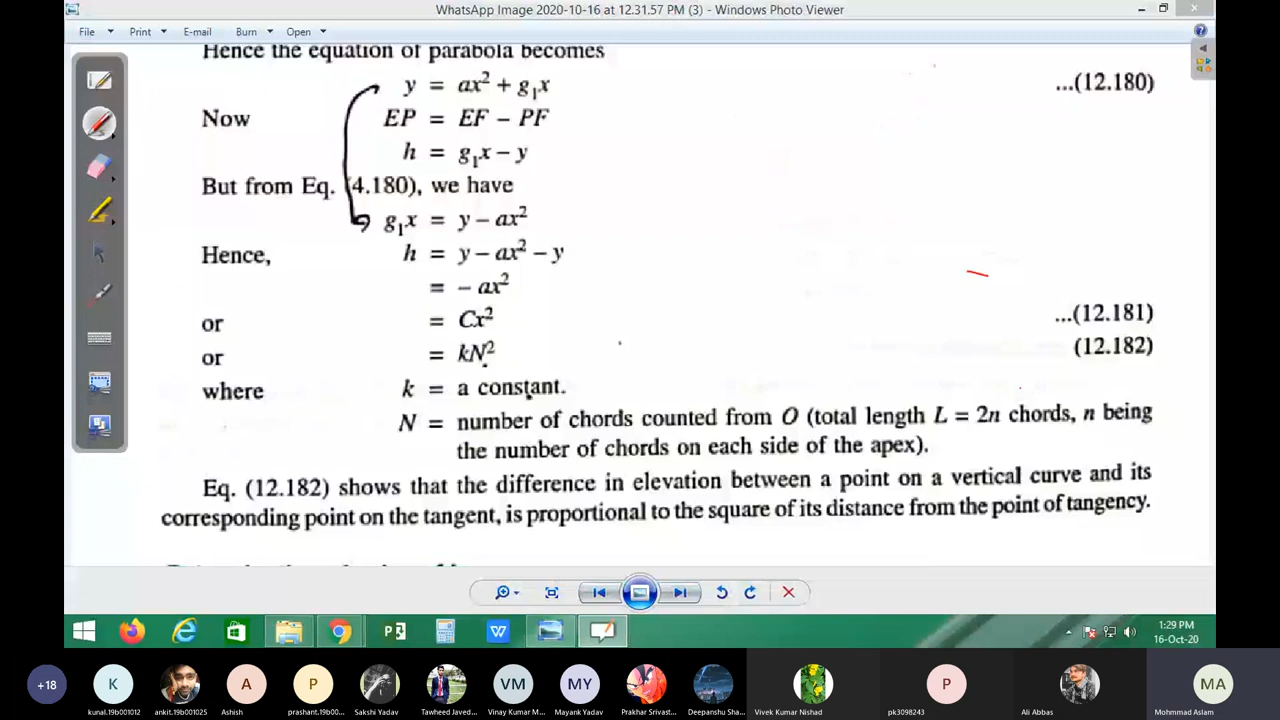 WhatsApp Image 2020-10-16 at 12.31.57 PM (3) - Windows Photo Viewer
File Print E-mail Burn Open
Hence the equation of parabola becomes
y = ax² + g₁x ...(12.180)
Now EP = EF − PF
h = g₁x − y
But from Eq. (4.180), we have
g₁x = y − ax²
Hence, h = y − ax² − y
= − ax²
or = Cx² ...(12.181)
or = kN² (12.182)
where k = a constant.
N = number of chords counted from O (total length L = 2n chords, n being
the number of chords on each side of the apex).
Eq. (12.182) shows that the difference in elevation between a point on a vertical curve and its
corresponding point on the tangent, is proportional to the square of its distance from the point of tangency.
1:29 PM
16-Oct-20
+18 K A P VM MY P MA
kunal.19b001012 ankit.19b001025 Ashish prashant.19b00... Sakshi Yadav Tawheed Javed... Vinay Kumar M... Mayank Yadav Prakhar Srivast... Deepanshu Sha... Vivek Kumar Nishad pk3098243 Ali Abbas Mohmmad Aslam